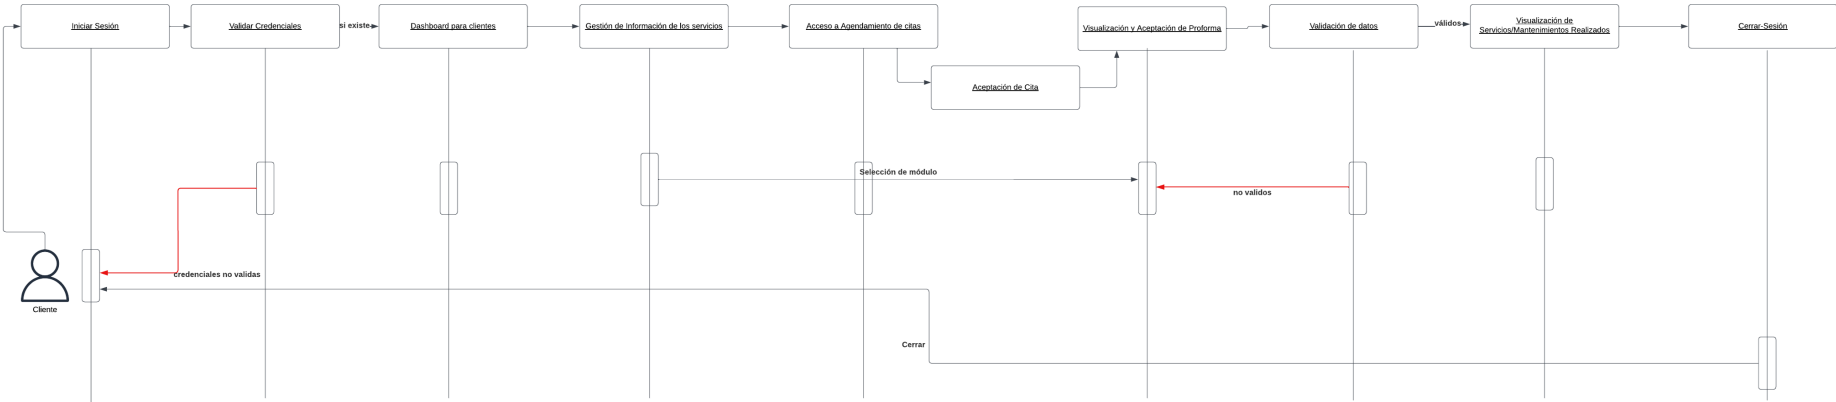 Iniciar Sesión
Validar Credenciales
si existe
Dashboard para clientes
Gestión de Información de los servicios
Acceso a Agendamiento de citas
Visualización y Aceptación de Proforma
Validación de datos
válidos
Visualización de
Servicios/Mantenimientos Realizados
Cerrar-Sesión
Aceptación de Cita
Selección de módulo
no validos
credenciales no validas
Cliente
Cerrar